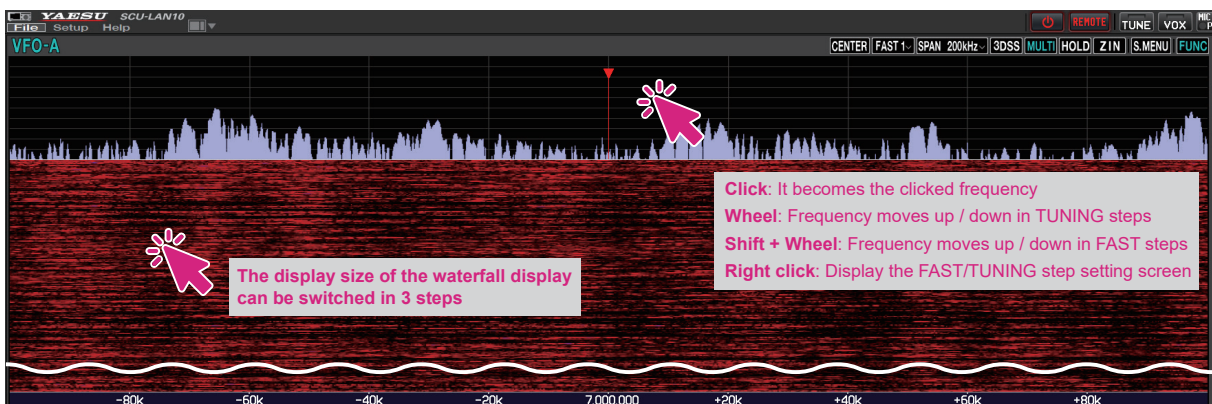 YAESU SCU-LAN10
REMOTE TUNE VOX MIC
File Setup Help
VFO-A CENTER FAST 1 SPAN 200kHz 3DSS MULTI HOLD ZIN S.MENU FUNC
Click: It becomes the clicked frequency
Wheel: Frequency moves up / down in TUNING steps
Shift + Wheel: Frequency moves up / down in FAST steps
Right click: Display the FAST/TUNING step setting screen
The display size of the waterfall display
can be switched in 3 steps
-80k -60k -40k -20k 7.000.000 +20k +40k +60k +80k